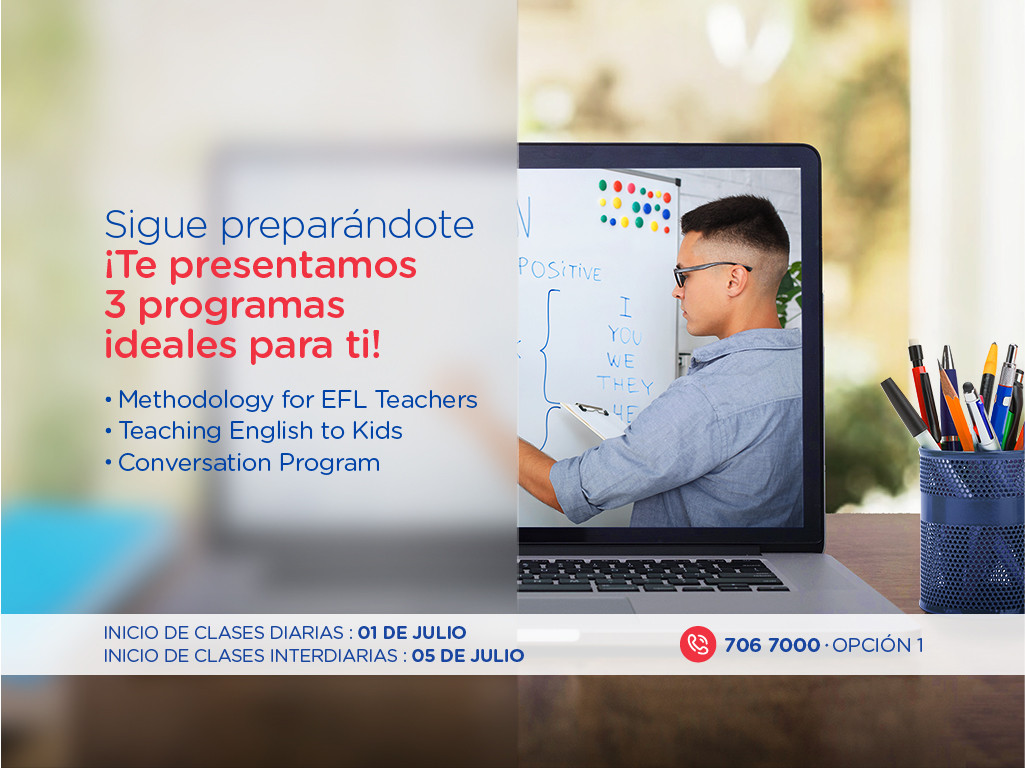 Sigue preparándote
¡Te presentamos
3 programas
ideales para ti!
• Methodology for EFL Teachers
• Teaching English to Kids
• Conversation Program
N
POSITIVE
I
YOU
WE
THEY
INICIO DE CLASES DIARIAS : 01 DE JULIO
INICIO DE CLASES INTERDIARIAS : 05 DE JULIO
706 7000 · OPCIÓN 1